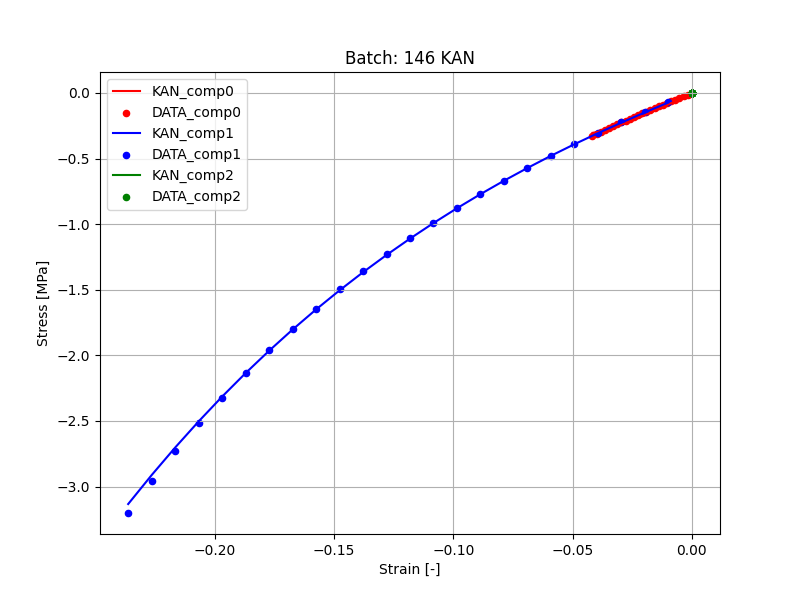 Batch: 146 KAN
KAN_comp0
DATA_comp0
KAN_comp1
DATA_comp1
KAN_comp2
DATA_comp2
0.0
−0.5
−1.0
−1.5
−2.0
−2.5
−3.0
Stress [MPa]
−0.20
−0.15
−0.10
−0.05
0.00
Strain [-]